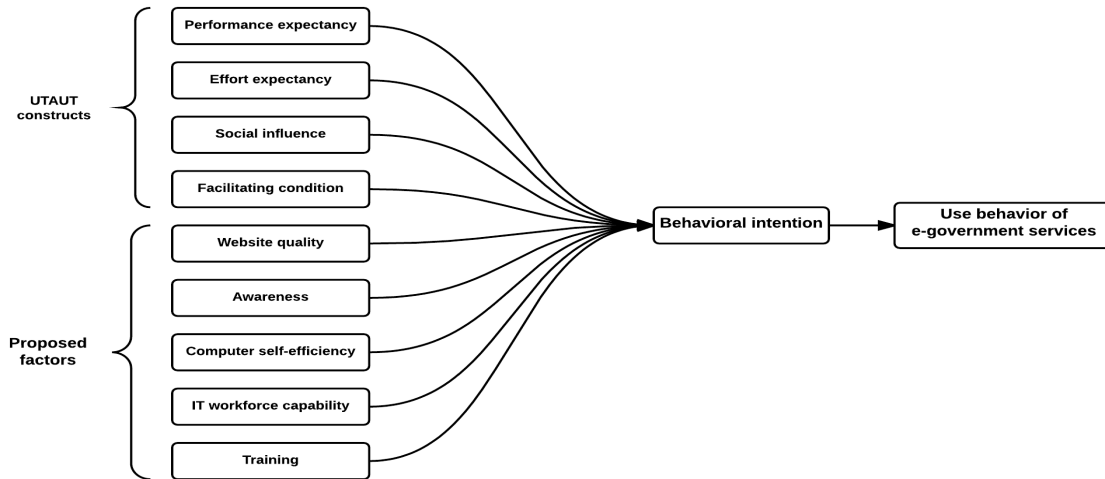 Performance expectancy
Effort expectancy
UTAUT
constructs
Social influence
Facilitating condition
Website quality
Awareness
Proposed
factors
Computer self-efficiency
IT workforce capability
Training
Behavioral intention
Use behavior of
e-government services